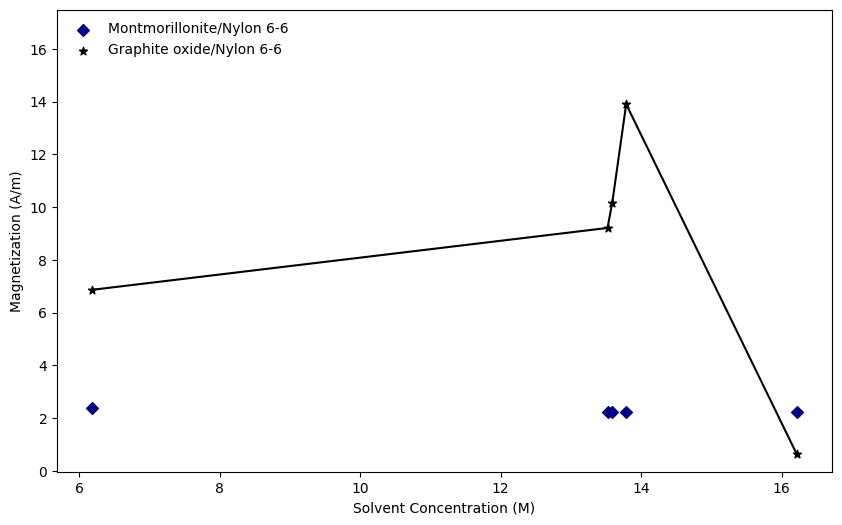 Montmorillonite/Nylon 6-6
Graphite oxide/Nylon 6-6
16
14
12
10
8
6
4
2
0
Magnetization (A/m)
6 8 10 12 14 16
Solvent Concentration (M)